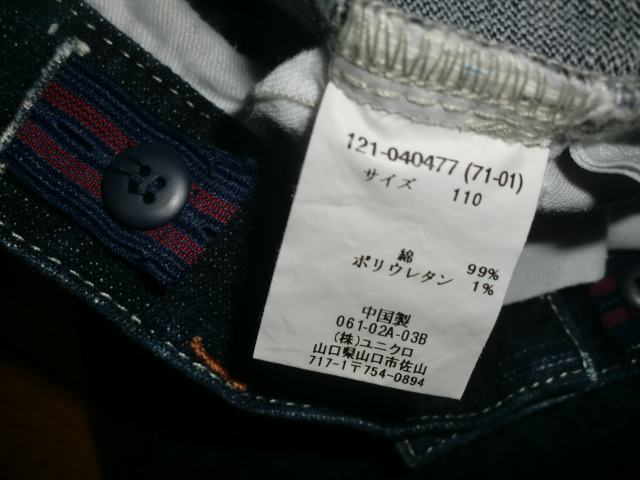 121-040477 (71-01)
サイズ 110
綿 99%
ポリウレタン 1%
中国製
061-02A-03B
(株)ユニクロ
山口県山口市佐山
717-1〒754-0894